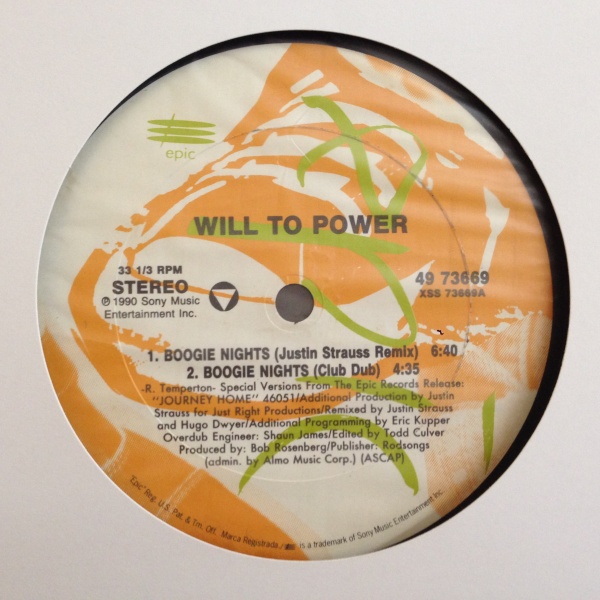 epic
WILL TO POWER
33 1/3 RPM
STEREO
℗ 1990 Sony Music
Entertainment Inc.
49 73669
XSS 73669A
1. BOOGIE NIGHTS (Justin Strauss Remix) 6:40
2. BOOGIE NIGHTS (Club Dub) 4:35
-R. Temperton- Special Versions From The Epic Records Release:
"JOURNEY HOME" 46051/Additional Production by Justin
Strauss for Just Right Productions/Remixed by Justin Strauss
and Hugo Dwyer/Additional Programming by Eric Kupper
Overdub Engineer: Shaun James/Edited by Todd Culver
Produced by: Bob Rosenberg/Publisher: Rodsongs
(admin. by Almo Music Corp.) (ASCAP)
"Epic" Reg. U.S. Pat. & Tm. Off. Marca Registrada./ is a trademark of Sony Music Entertainment Inc.